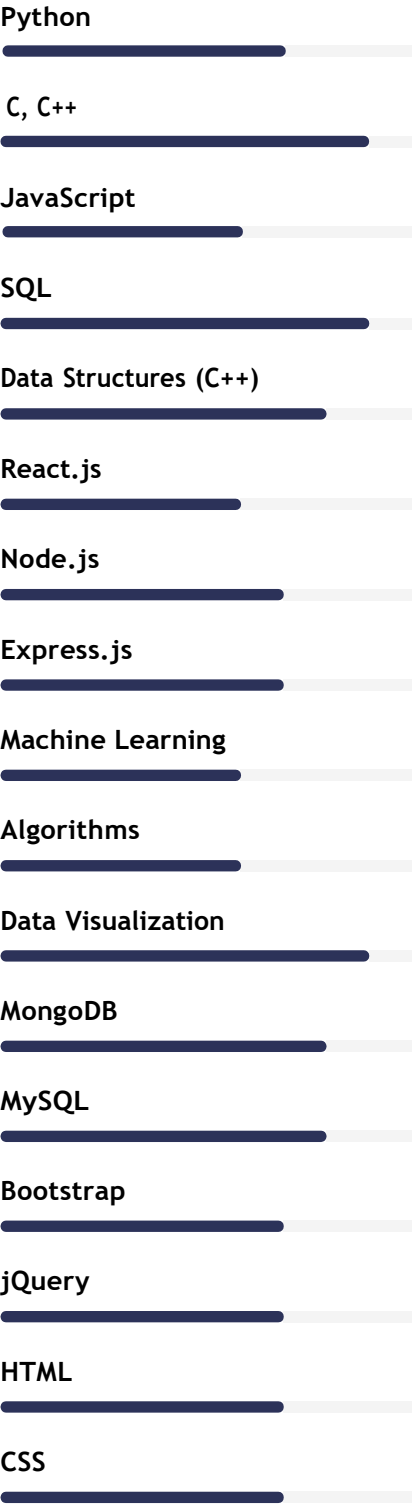 Python
C, C++
JavaScript
SQL
Data Structures (C++)
React.js
Node.js
Express.js
Machine Learning
Algorithms
Data Visualization
MongoDB
MySQL
Bootstrap
jQuery
HTML
CSS